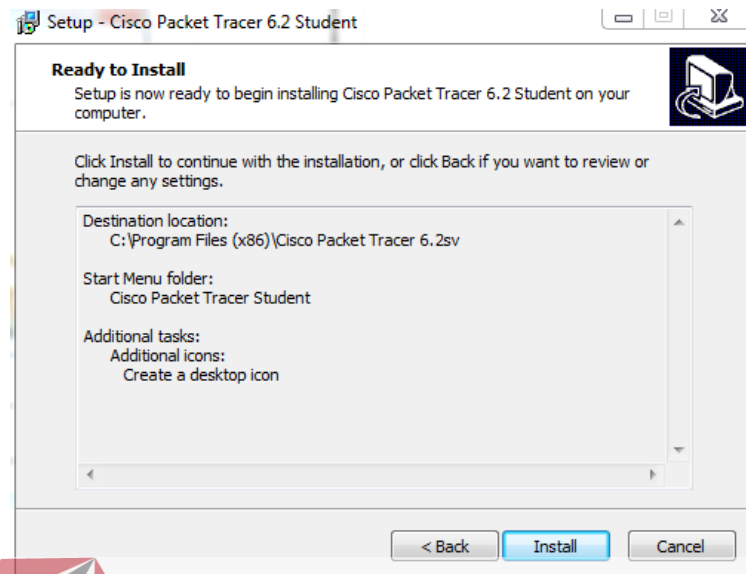 Setup - Cisco Packet Tracer 6.2 Student
Ready to Install
Setup is now ready to begin installing Cisco Packet Tracer 6.2 Student on your
computer.
Click Install to continue with the installation, or click Back if you want to review or
change any settings.
Destination location:
C:\Program Files (x86)\Cisco Packet Tracer 6.2sv
Start Menu folder:
Cisco Packet Tracer Student
Additional tasks:
Additional icons:
Create a desktop icon
< Back
Install
Cancel